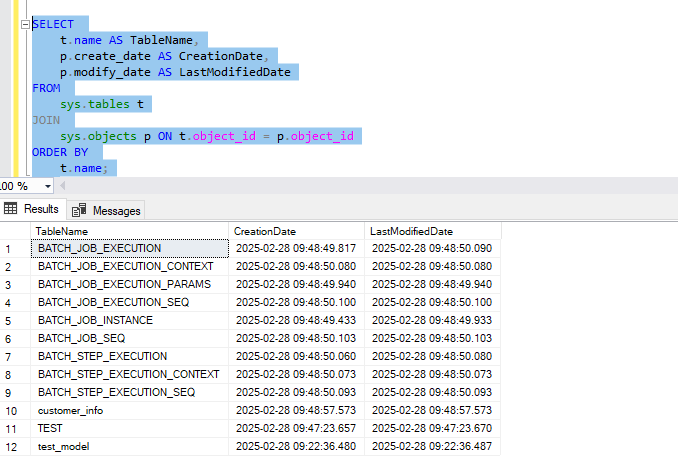 SELECT
t.name AS TableName,
p.create_date AS CreationDate,
p.modify_date AS LastModifiedDate
FROM
sys.tables t
JOIN
sys.objects p ON t.object_id = p.object_id
ORDER BY
t.name;
.00 %
Results Messages
TableName CreationDate LastModifiedDate
1 BATCH_JOB_EXECUTION 2025-02-28 09:48:49.817 2025-02-28 09:48:50.090
2 BATCH_JOB_EXECUTION_CONTEXT 2025-02-28 09:48:50.080 2025-02-28 09:48:50.080
3 BATCH_JOB_EXECUTION_PARAMS 2025-02-28 09:48:49.940 2025-02-28 09:48:49.940
4 BATCH_JOB_EXECUTION_SEQ 2025-02-28 09:48:50.100 2025-02-28 09:48:50.100
5 BATCH_JOB_INSTANCE 2025-02-28 09:48:49.433 2025-02-28 09:48:49.933
6 BATCH_JOB_SEQ 2025-02-28 09:48:50.103 2025-02-28 09:48:50.103
7 BATCH_STEP_EXECUTION 2025-02-28 09:48:50.060 2025-02-28 09:48:50.080
8 BATCH_STEP_EXECUTION_CONTEXT 2025-02-28 09:48:50.073 2025-02-28 09:48:50.073
9 BATCH_STEP_EXECUTION_SEQ 2025-02-28 09:48:50.093 2025-02-28 09:48:50.093
10 customer_info 2025-02-28 09:48:57.573 2025-02-28 09:48:57.573
11 TEST 2025-02-28 09:47:23.657 2025-02-28 09:47:23.670
12 test_model 2025-02-28 09:22:36.480 2025-02-28 09:22:36.487